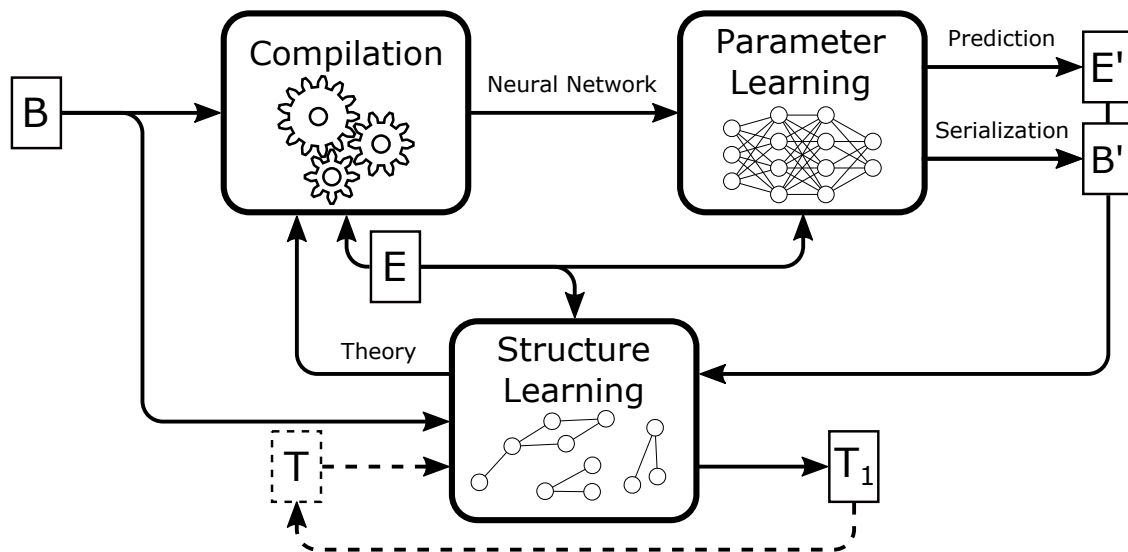 Compilation
Parameter
Learning
Prediction
E'
B
Neural Network
Serialization
B'
E
Theory
Structure
Learning
T
T1